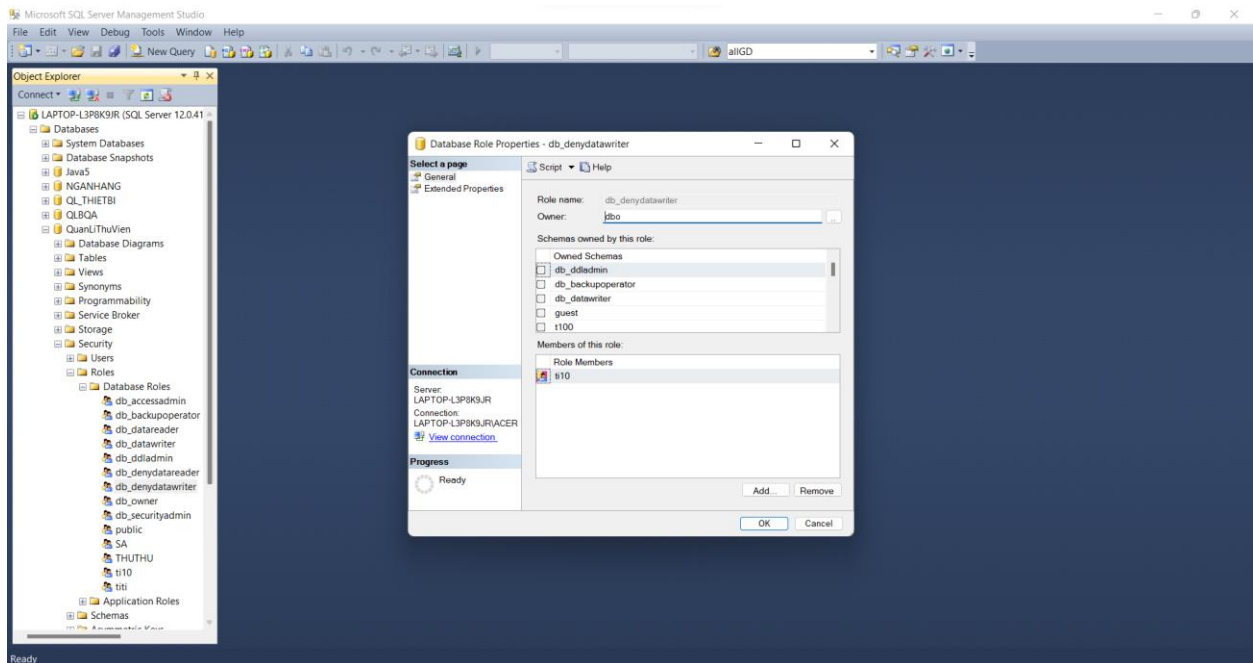 Microsoft SQL Server Management Studio
File Edit View Debug Tools Window Help
New Query
allGD
Object Explorer
Connect
LAPTOP-L3P8K9JR (SQL Server 12.0.41
Databases
System Databases
Database Snapshots
Java5
NGANHANG
QL_THIETBI
QLBQA
QuanLiThuVien
Database Diagrams
Tables
Views
Synonyms
Programmability
Service Broker
Storage
Security
Users
Roles
Database Roles
db_accessadmin
db_backupoperator
db_datareader
db_datawriter
db_ddladmin
db_denydatareader
db_denydatawriter
db_owner
db_securityadmin
public
SA
THUTHU
ti10
titi
Application Roles
Schemas
Ready
Database Role Properties - db_denydatawriter
Select a page
General
Extended Properties
Connection
Server:
LAPTOP-L3P8K9JR
Connection:
LAPTOP-L3P8K9JR\ACER
View connection
Progress
Ready
Script Help
Role name: db_denydatawriter
Owner: dbo
Schemas owned by this role:
Owned Schemas
db_ddladmin
db_backupoperator
db_datawriter
guest
t100
Members of this role:
Role Members
ti10
Add... Remove
OK Cancel